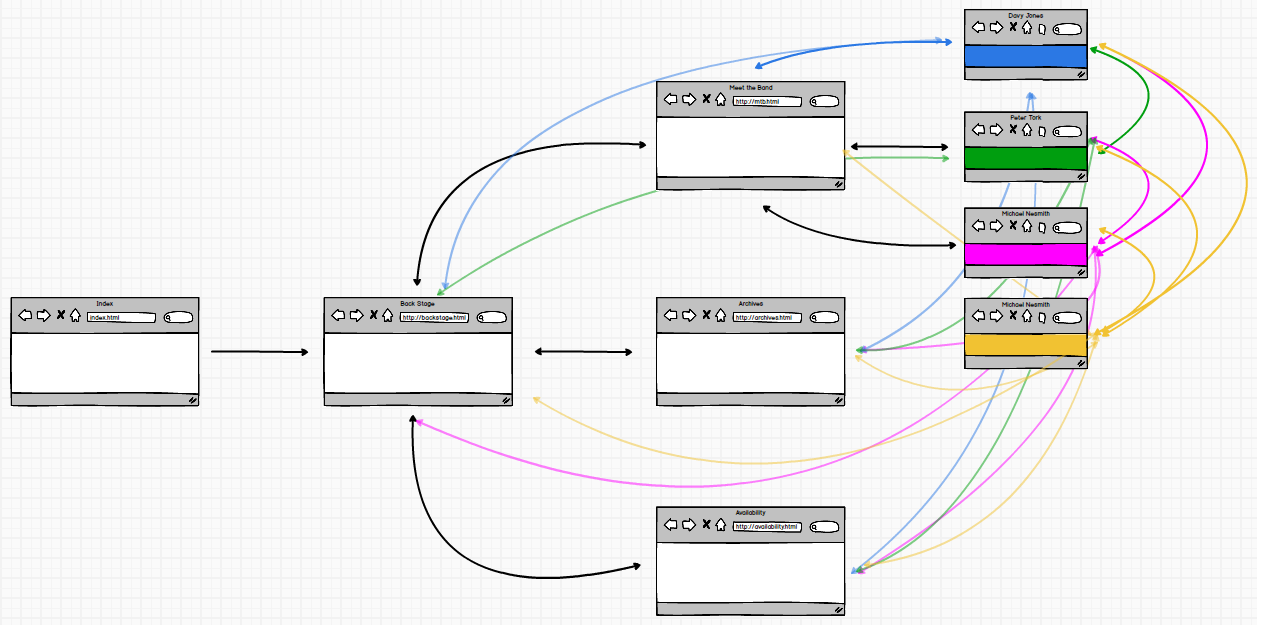 Davy Jones
Meet the Band
http://mtb.html
Peter Tork
Michael Nesmith
Index
index.html
Back Stage
http://backstage.html
Archives
http://archives.html
Michael Nesmith
Availability
http://availability.html